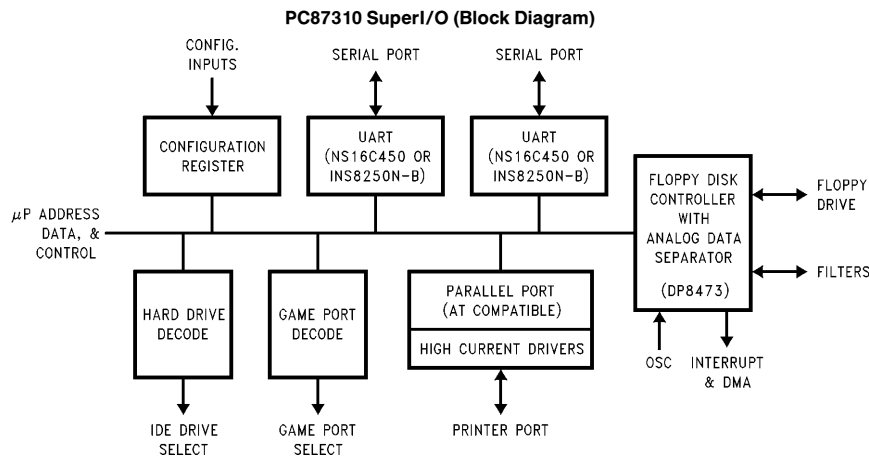 PC87310 SuperI/O (Block Diagram)
CONFIG.
INPUTS
SERIAL PORT
SERIAL PORT
CONFIGURATION
REGISTER
UART
(NS16C450 OR
INS8250N-B)
UART
(NS16C450 OR
INS8250N-B)
FLOPPY DISK
CONTROLLER
WITH
ANALOG DATA
SEPARATOR
(DP8473)
FLOPPY
DRIVE
FILTERS
μP ADDRESS
DATA, &
CONTROL
HARD DRIVE
DECODE
GAME PORT
DECODE
PARALLEL PORT
(AT COMPATIBLE)
HIGH CURRENT DRIVERS
OSC
INTERRUPT
& DMA
IDE DRIVE
SELECT
GAME PORT
SELECT
PRINTER PORT